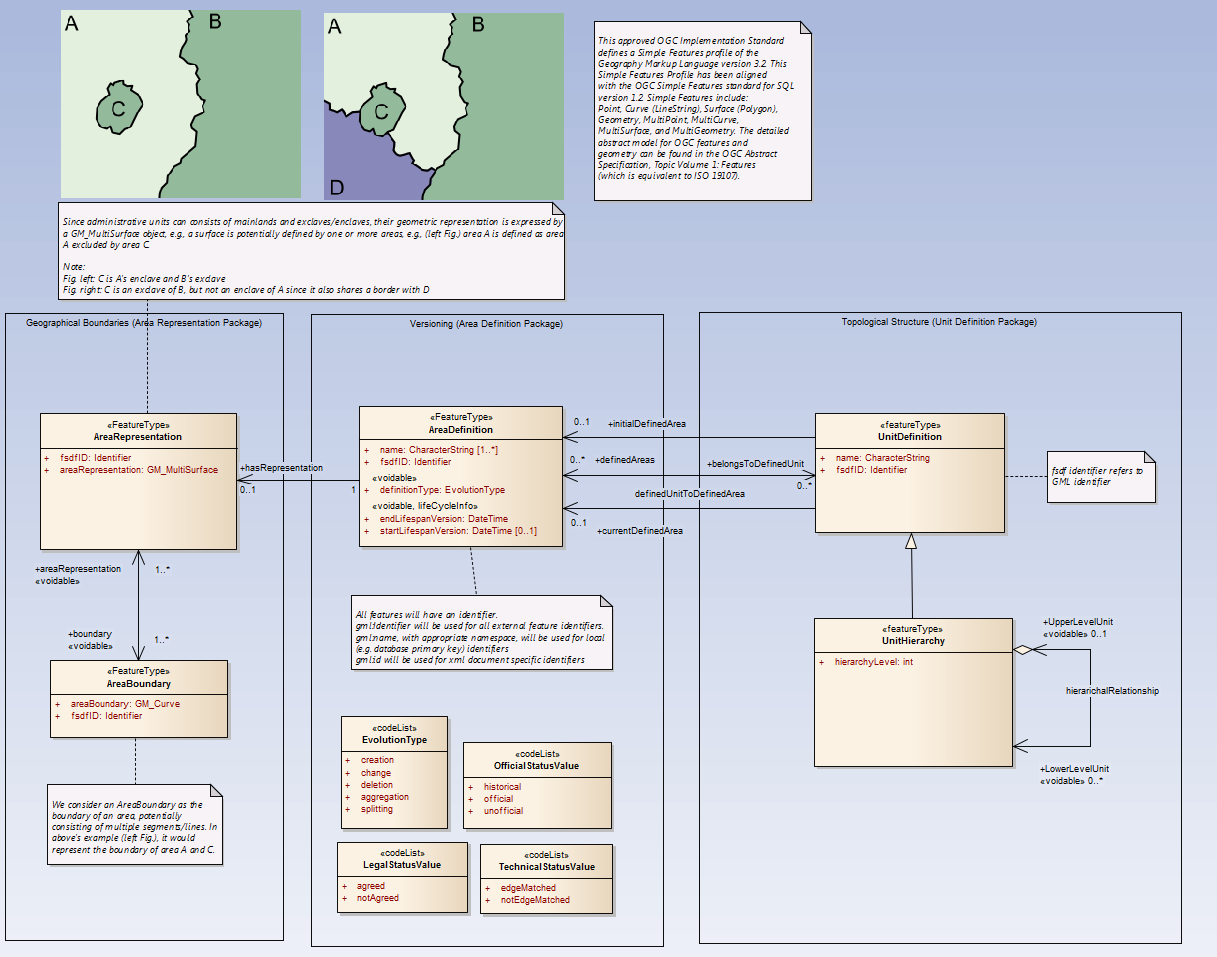 A
B
C
A
B
C
D
This approved OGC Implementation Standard
defines a Simple Features profile of the
Geography Markup Language version 3.2. This
Simple Features Profile has been aligned
with the OGC Simple Features standard for SQL
version 1.2. Simple Features include:
Point, Curve (LineString), Surface (Polygon),
Geometry, MultiPoint, MultiCurve,
MultiSurface, and MultiGeometry. The detailed
abstract model for OGC features and
geometry can be found in the OGC Abstract
Specification, Topic Volume 1: Features
(which is equivalent to ISO 19107).
Since administrative units can consists of mainlands and exclaves/enclaves, their geometric representation is expressed by
a GM_MultiSurface object, e.g., a surface is potentially defined by one or more areas, e.g., (left Fig.) area A is defined as area
A excluded by area C
Note:
Fig. left: C is A's enclave and B's exclave
Fig. right: C is an exclave of B, but not an enclave of A since it also shares a border with D
Geographical Boundaries (Area Representation Package)
«FeatureType»
AreaRepresentation
+ fsdfID: Identifier
+ areaRepresentation: GM_MultiSurface
+hasRepresentation
0..1
1
+areaRepresentation
«voidable»
1..*
+boundary
«voidable»
1..*
«FeatureType»
AreaBoundary
+ areaBoundary: GM_Curve
+ fsdfID: Identifier
We consider an AreaBoundary as the
boundary of an area, potentially
consisting of multiple segments/lines. In
above's example (left Fig.), it would
represent the boundary of area A and C.
Versioning (Area Definition Package)
«FeatureType»
AreaDefinition
+ name: CharacterString [1..*]
+ fsdfID: Identifier
«voidable»
+ definitionType: EvolutionType
«voidable, lifeCycleInfo»
+ endLifespanVersion: DateTime
+ startLifespanVersion: DateTime [0..1]
All features will have an identifier.
gml:identifier will be used for all external feature identifiers.
gml:name, with appropriate namespace, will be used for local
(e.g. database primary key) identifiers
gml:id will be used for xml document specific identifiers
«codeList»
EvolutionType
+ creation
+ change
+ deletion
+ aggregation
+ splitting
«codeList»
OfficialStatusValue
+ historical
+ official
+ unofficial
«codeList»
LegalStatusValue
+ agreed
+ notAgreed
«codeList»
TechnicalStatusValue
+ edgeMatched
+ notEdgeMatched
0..1
+initialDefinedArea
0..*
+definedAreas
+belongsToDefinedUnit
0..*
definedUnitToDefinedArea
0..1
+currentDefinedArea
Topological Structure (Unit Definition Package)
«featureType»
UnitDefinition
+ name: CharacterString
+ fsdfID: Identifier
fsdf identifier refers to
GML identifier
«featureType»
UnitHierarchy
+ hierarchyLevel: int
+UpperLevelUnit
«voidable» 0..1
hierarichalRelationship
+LowerLevelUnit
«voidable» 0..*